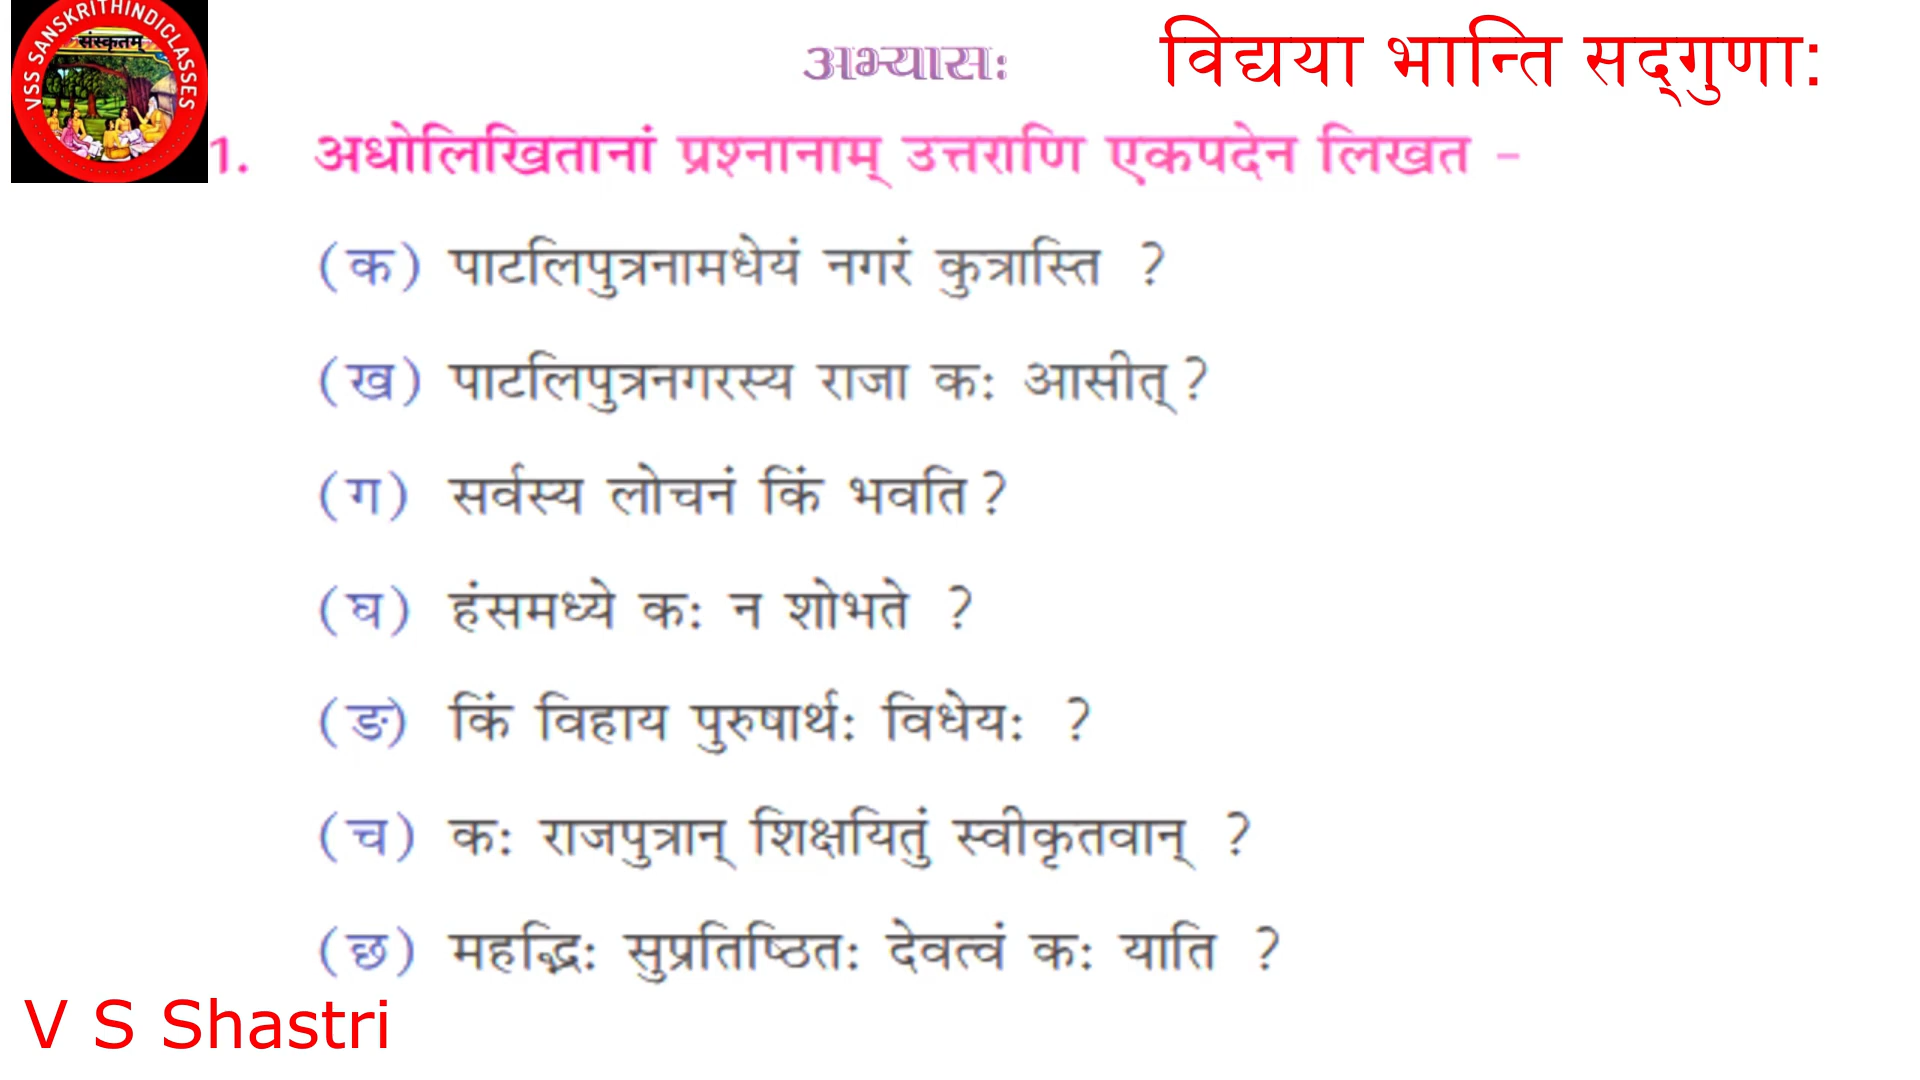 VSS SANSKRITHINDICLASSES
संस्कृतम्
अभ्यासः
विद्यया भान्ति सद्‌गुणा:
1. अधोलिखितानां प्रश्नानाम् उत्तराणि एकपदेन लिखत –
(क) पाटलिपुत्रनामधेयं नगरं कुत्रास्ति ?
(ख) पाटलिपुत्रनगरस्य राजा कः आसीत्?
(ग) सर्वस्य लोचनं किं भवति?
(घ) हंसमध्ये कः न शोभते ?
(ङ) किं विहाय पुरुषार्थः विधेयः ?
(च) कः राजपुत्रान् शिक्षयितुं स्वीकृतवान् ?
(छ) महद्भिः सुप्रतिष्ठितः देवत्वं कः याति ?
V S Shastri